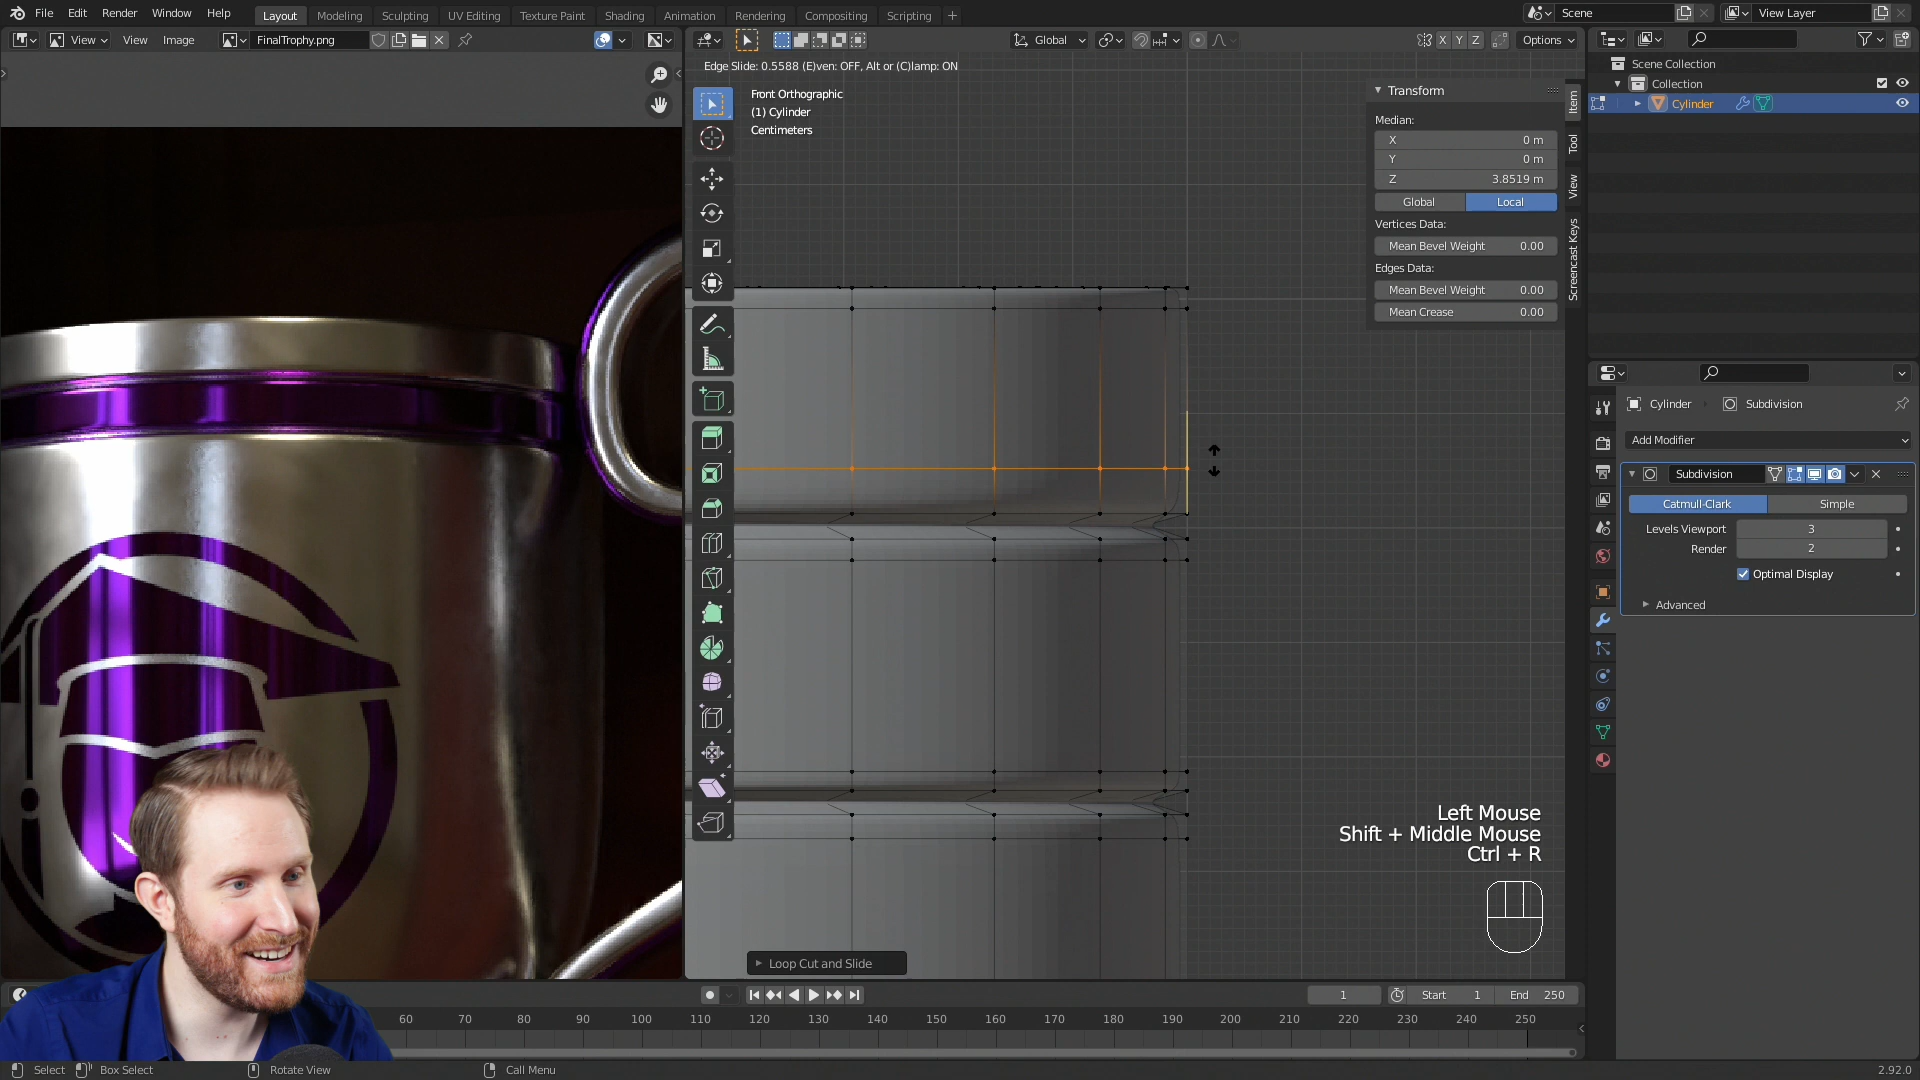 File Edit Render Window Help Layout Modeling Sculpting UV Editing Texture Paint Shading Animation Rendering Compositing Scripting + Scene View Layer
View View Image FinalTrophy.png Global X Y Z Options
Edge Slide: 0.5588 (E)ven: OFF, Alt or (C)lamp: ON
Front Orthographic
(1) Cylinder
Centimeters
Transform
Median:
X 0 m
Y 0 m
Z 3.8519 m
Global Local
Vertices Data:
Mean Bevel Weight 0.00
Edges Data:
Mean Bevel Weight 0.00
Mean Crease 0.00
Item
Tool
View
Screencast Keys
Scene Collection
Collection
Cylinder
Cylinder Subdivision
Add Modifier
Subdivision
Catmull-Clark Simple
Levels Viewport 3
Render 2
Optimal Display
Advanced
Left Mouse
Shift + Middle Mouse
Ctrl + R
Loop Cut and Slide
1 Start 1 End 250
60 70 80 90 100 110 120 130 140 150 160 170 180 190 200 210 220 230 240 250
Select Box Select Rotate View Call Menu 2.92.0